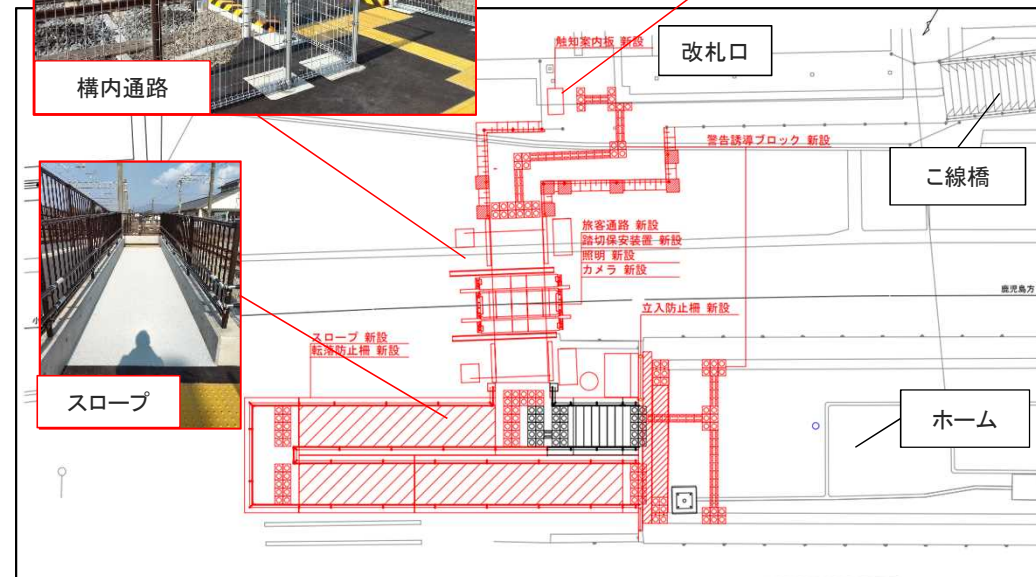 触知案内板 新設
改札口
構内通路
警告誘導ブロック 新設
こ線橋
旅客通路 新設
踏切保安装置 新設
照明 新設
カメラ 新設
鹿児島方
立入防止柵 新設
小
スロープ 新設
転落防止柵 新設
スロープ
ホーム